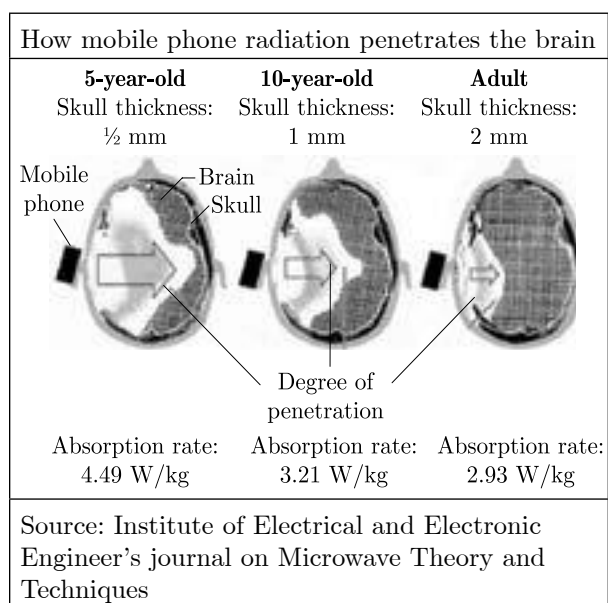 How mobile phone radiation penetrates the brain
5-year-old
Skull thickness:
½ mm
10-year-old
Skull thickness:
1 mm
Adult
Skull thickness:
2 mm
Mobile
phone
Brain
Skull
Degree of
penetration
Absorption rate:
4.49 W/kg
Absorption rate:
3.21 W/kg
Absorption rate:
2.93 W/kg
Source: Institute of Electrical and Electronic
Engineer's journal on Microwave Theory and
Techniques